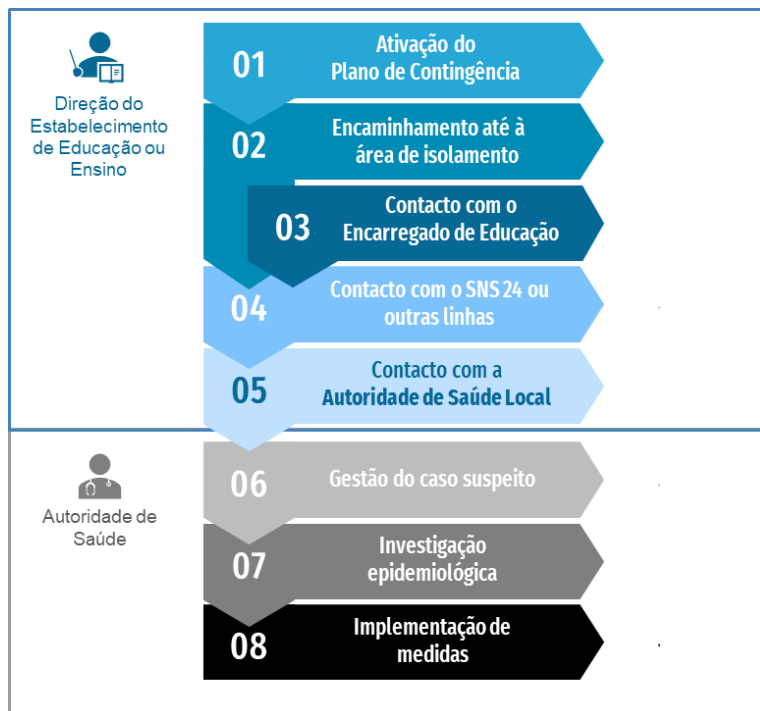 Direção do
Estabelecimento
de Educação ou
Ensino
01
Ativação do
Plano de Contingência
02
Encaminhamento até à
área de isolamento
03
Contacto com o
Encarregado de Educação
04
Contacto com o SNS 24 ou
outras linhas
05
Contacto com a
Autoridade de Saúde Local
Autoridade de
Saúde
06
Gestão do caso suspeito
07
Investigação
epidemiológica
08
Implementação de
medidas